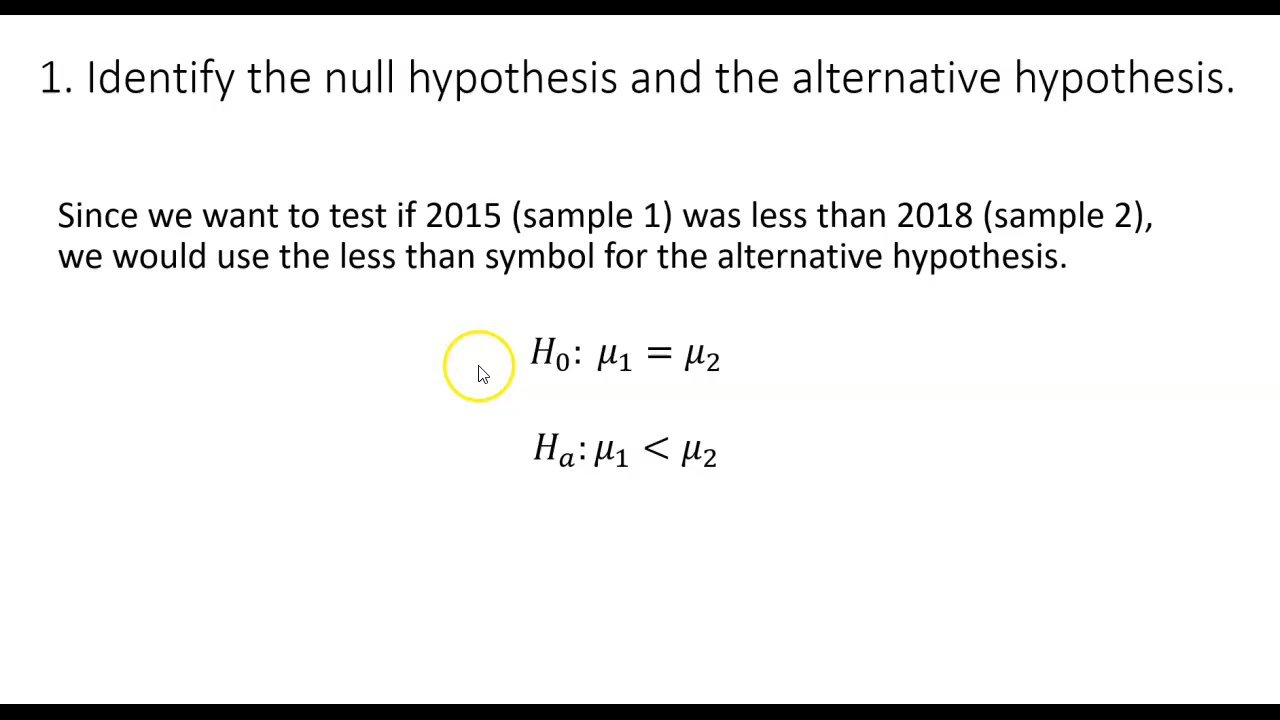 1. Identify the null hypothesis and the alternative hypothesis.
Since we want to test if 2015 (sample 1) was less than 2018 (sample 2),
we would use the less than symbol for the alternative hypothesis.
𝐻₀: 𝜇₁ = 𝜇₂
𝐻ₐ: 𝜇₁ < 𝜇₂